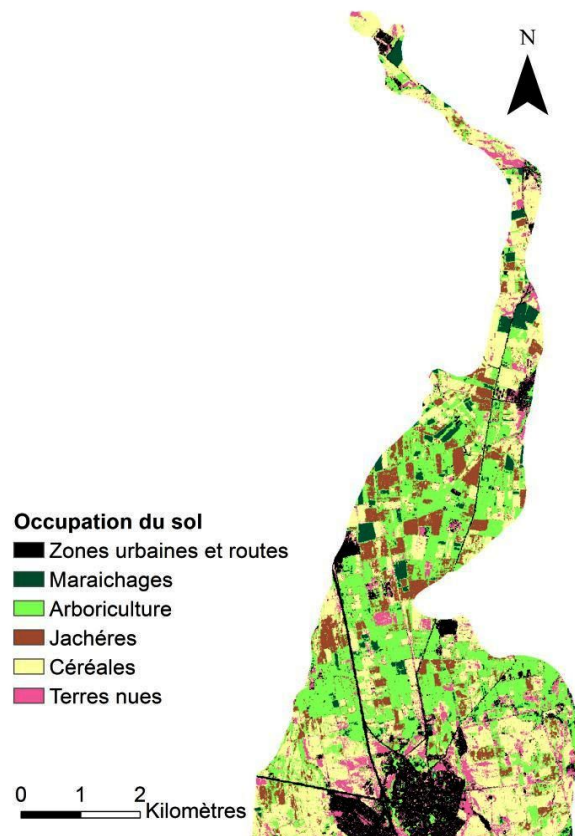 N
Occupation du sol
Zones urbaines et routes
Maraichages
Arboriculture
Jachéres
Céréales
Terres nues
0 1 2
Kilomètres